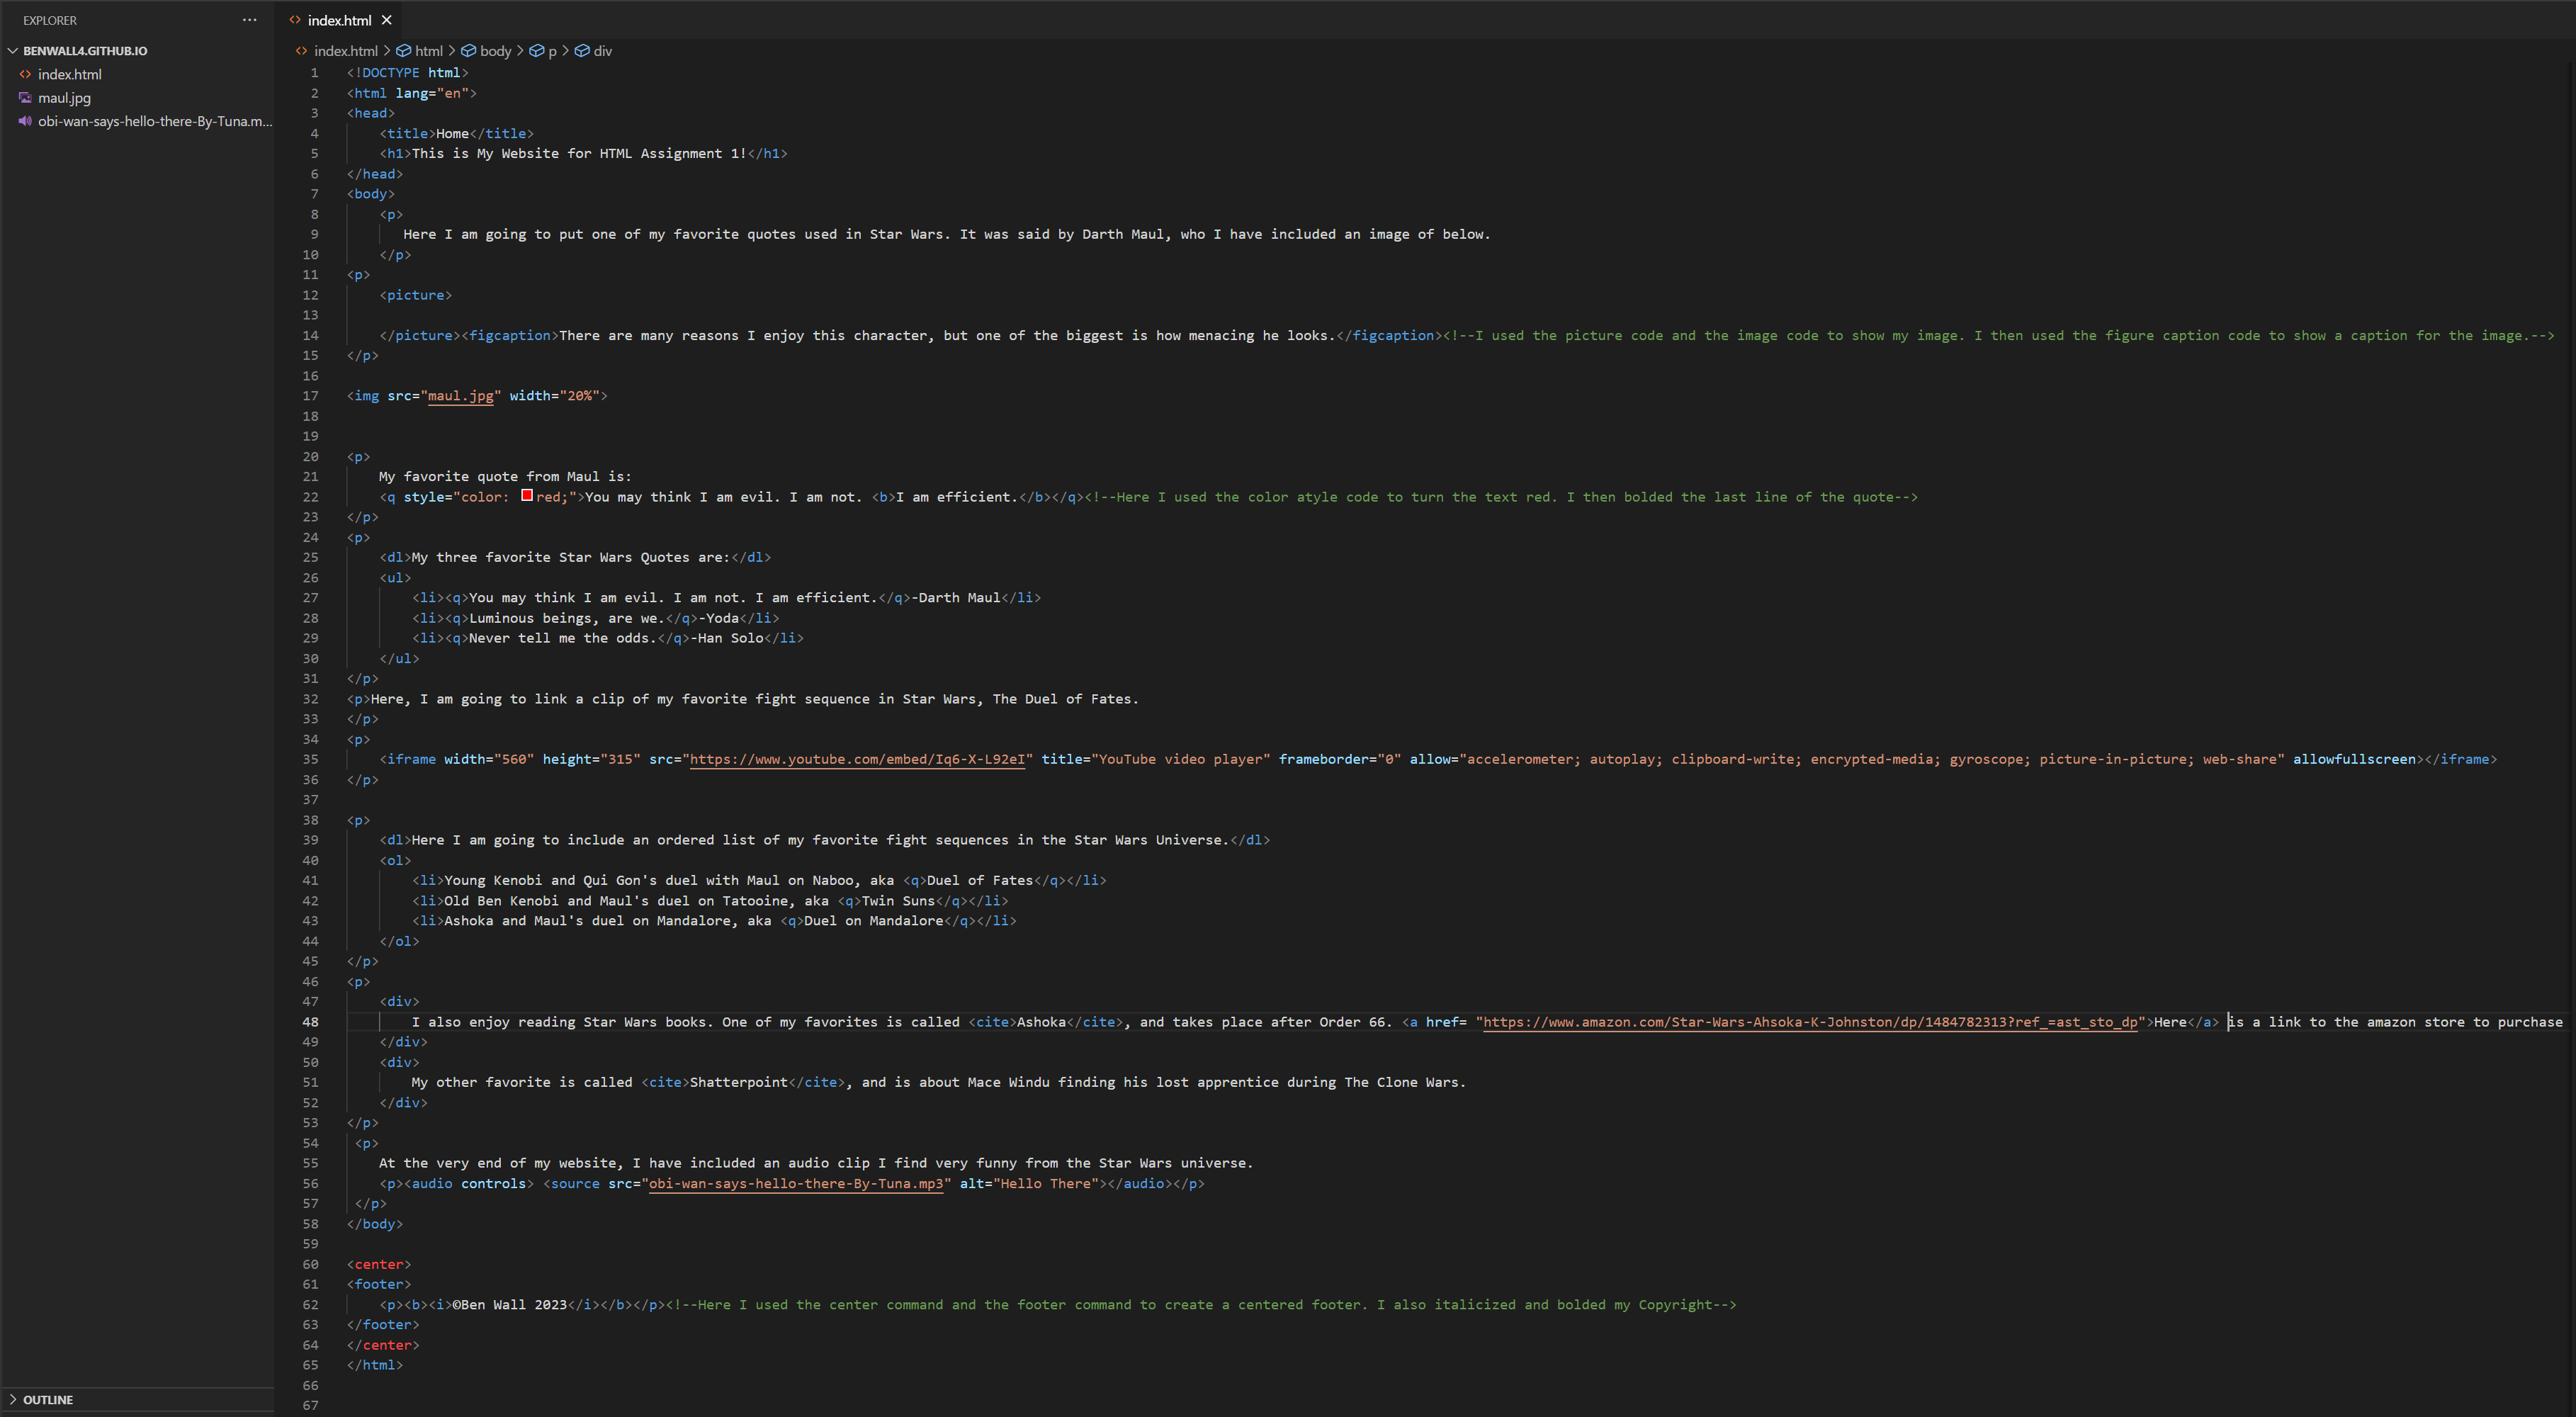 EXPLORER
···
BENWALL4.GITHUB.IO
index.html
maul.jpg
obi-wan-says-hello-there-By-Tuna.m...
OUTLINE
index.html
index.html > html > body > p > div
1 <!DOCTYPE html>
2 <html lang="en">
3 <head>
4 <title>Home</title>
5 <h1>This is My Website for HTML Assignment 1!</h1>
6 </head>
7 <body>
8 <p>
9 Here I am going to put one of my favorite quotes used in Star Wars. It was said by Darth Maul, who I have included an image of below.
10 </p>
11 <p>
12 <picture>
13
14 </picture><figcaption>There are many reasons I enjoy this character, but one of the biggest is how menacing he looks.</figcaption><!--I used the picture code and the image code to show my image. I then used the figure caption code to show a caption for the image.-->
15 </p>
16
17 <img src="maul.jpg" width="20%">
18
19
20 <p>
21 My favorite quote from Maul is:
22 <q style="color: red;">You may think I am evil. I am not. <b>I am efficient.</b></q><!--Here I used the color atyle code to turn the text red. I then bolded the last line of the quote-->
23 </p>
24 <p>
25 <dl>My three favorite Star Wars Quotes are:</dl>
26 <ul>
27 <li><q>You may think I am evil. I am not. I am efficient.</q>-Darth Maul</li>
28 <li><q>Luminous beings, are we.</q>-Yoda</li>
29 <li><q>Never tell me the odds.</q>-Han Solo</li>
30 </ul>
31 </p>
32 <p>Here, I am going to link a clip of my favorite fight sequence in Star Wars, The Duel of Fates.
33 </p>
34 <p>
35 <iframe width="560" height="315" src="https://www.youtube.com/embed/Iq6-X-L92eI" title="YouTube video player" frameborder="0" allow="accelerometer; autoplay; clipboard-write; encrypted-media; gyroscope; picture-in-picture; web-share" allowfullscreen></iframe>
36 </p>
37
38 <p>
39 <dl>Here I am going to include an ordered list of my favorite fight sequences in the Star Wars Universe.</dl>
40 <ol>
41 <li>Young Kenobi and Qui Gon's duel with Maul on Naboo, aka <q>Duel of Fates</q></li>
42 <li>Old Ben Kenobi and Maul's duel on Tatooine, aka <q>Twin Suns</q></li>
43 <li>Ashoka and Maul's duel on Mandalore, aka <q>Duel on Mandalore</q></li>
44 </ol>
45 </p>
46 <p>
47 <div>
48 I also enjoy reading Star Wars books. One of my favorites is called <cite>Ashoka</cite>, and takes place after Order 66. <a href= "https://www.amazon.com/Star-Wars-Ahsoka-K-Johnston/dp/1484782313?ref_=ast_sto_dp">Here</a> is a link to the amazon store to purchase
49 </div>
50 <div>
51 My other favorite is called <cite>Shatterpoint</cite>, and is about Mace Windu finding his lost apprentice during The Clone Wars.
52 </div>
53 </p>
54 <p>
55 At the very end of my website, I have included an audio clip I find very funny from the Star Wars universe.
56 <p><audio controls> <source src="obi-wan-says-hello-there-By-Tuna.mp3" alt="Hello There"></audio></p>
57 </p>
58 </body>
59
60 <center>
61 <footer>
62 <p><b><i>©Ben Wall 2023</i></b></p><!--Here I used the center command and the footer command to create a centered footer. I also italicized and bolded my Copyright-->
63 </footer>
64 </center>
65 </html>
66
67